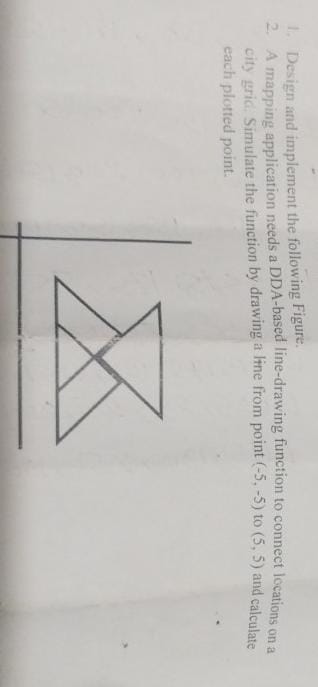 1. Design and implement the following Figure.
2. A mapping application needs a DDA-based line-drawing function to connect locations on a
city grid. Simulate the function by drawing a line from point (-5, -5) to (5, 5) and calculate
each plotted point.